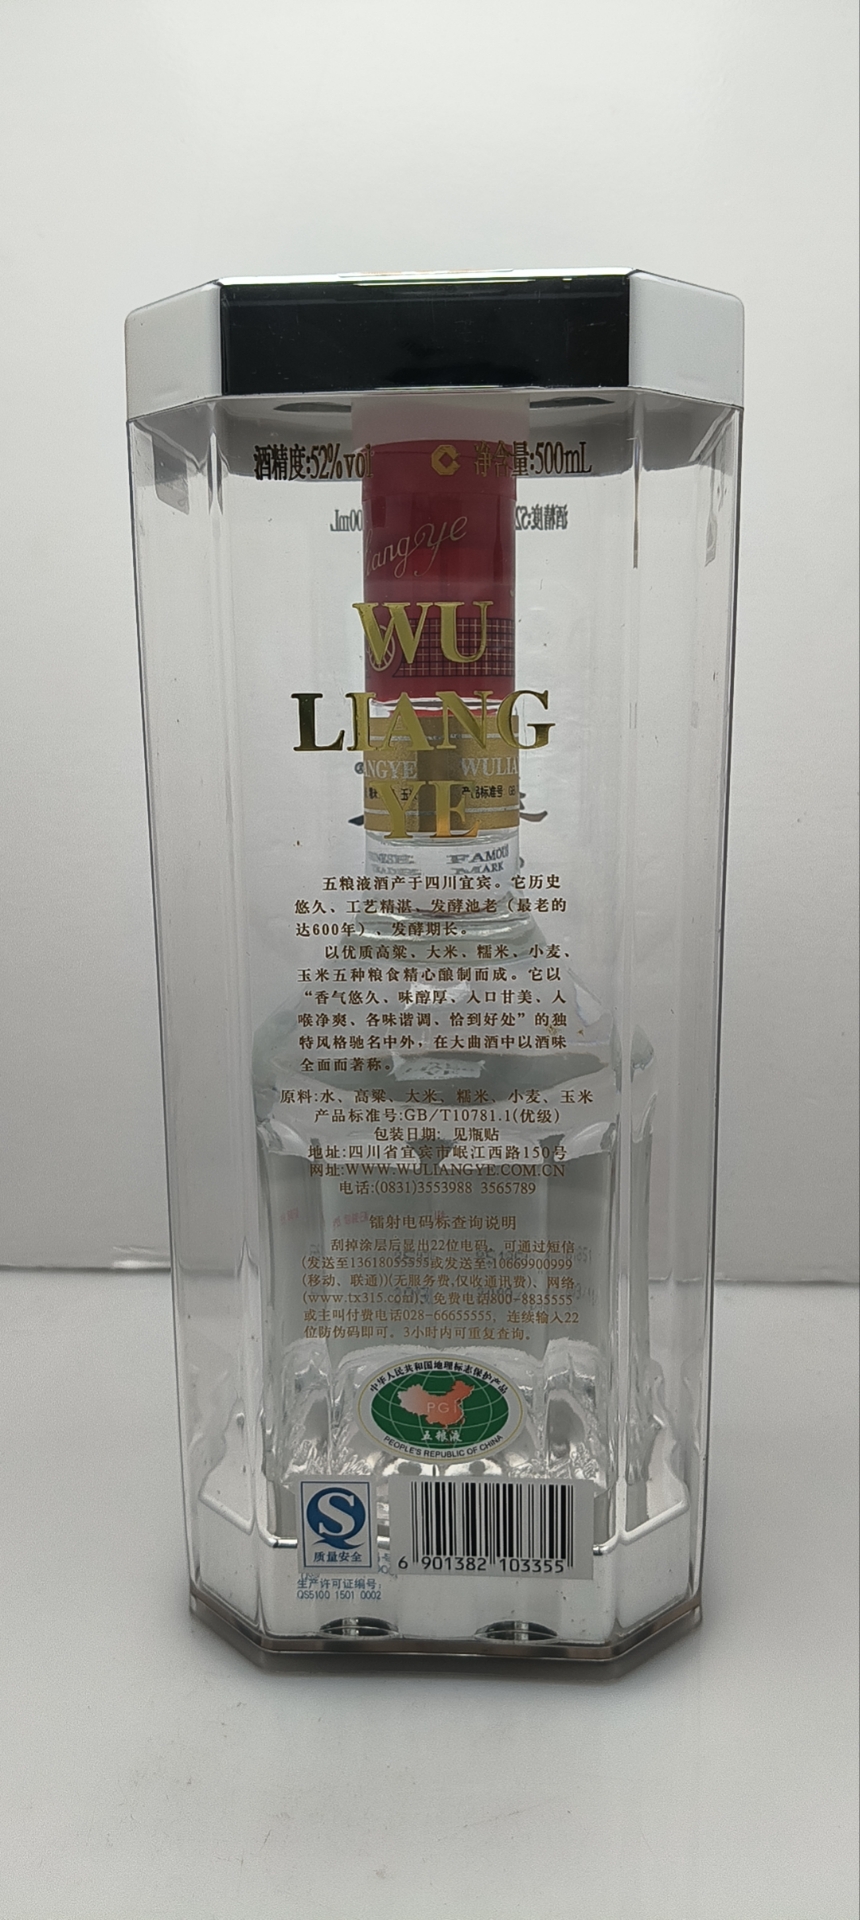 酒精度:52%vol 净含量:500mL
iangye
WU
LIANG
YE
ANGYE WULIA
FAMOU
MARK
五粮液酒产于四川宜宾。它历史
悠久、工艺精湛、发酵池老（最老的
达600年）、发酵期长。
以优质高粱、大米、糯米、小麦、
玉米五种粮食精心酿制而成。它以
“香气悠久、味醇厚、入口甘美、入
喉净爽、各味谐调、恰到好处”的独
特风格驰名中外，在大曲酒中以酒味
全面而著称。
原料:水、高粱、大米、糯米、小麦、玉米
产品标准号:GB/T10781.1(优级)
包装日期: 见瓶贴
地址:四川省宜宾市岷江西路150号
网址:WWW.WULIANGYE.COM.CN
电话:(0831)3553988 3565789
镭射电码标查询说明
刮掉涂层后显出22位电码，可通过短信
(发送至13618055355或发送至:10669900999
(移动、联通))(无服务费,仅收通讯费)、网络
(www.tx315.com)、免费电话800-8835555
或主叫付费电话028-66655555，连续输入22
位防伪码即可。3小时内可重复查询。
中华人民共和国地理标志保护产品
PGI
五粮液
PEOPLE'S REPUBLIC OF CHINA
质量安全
6 901382 103355
生产许可证编号:
QS5100 1501 0002